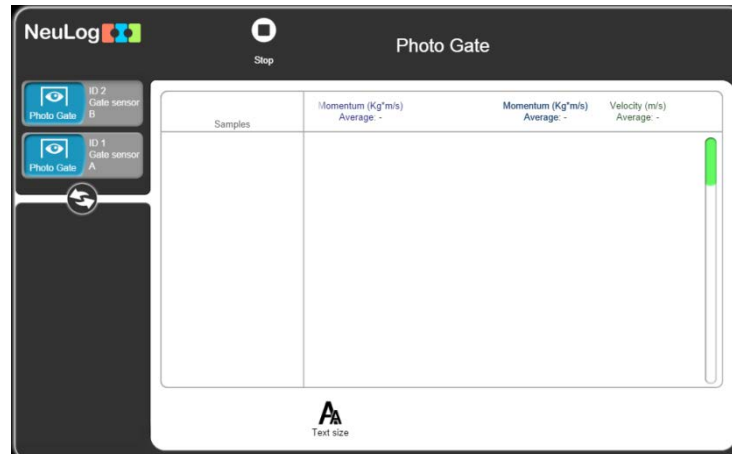 NeuLog
Stop
Photo Gate
Photo Gate
ID 2
Gate sensor
B
Photo Gate
ID 1
Gate sensor
A
Samples
Momentum (Kg*m/s)
Average: -
Momentum (Kg*m/s)
Average: -
Velocity (m/s)
Average: -
AA
Text size